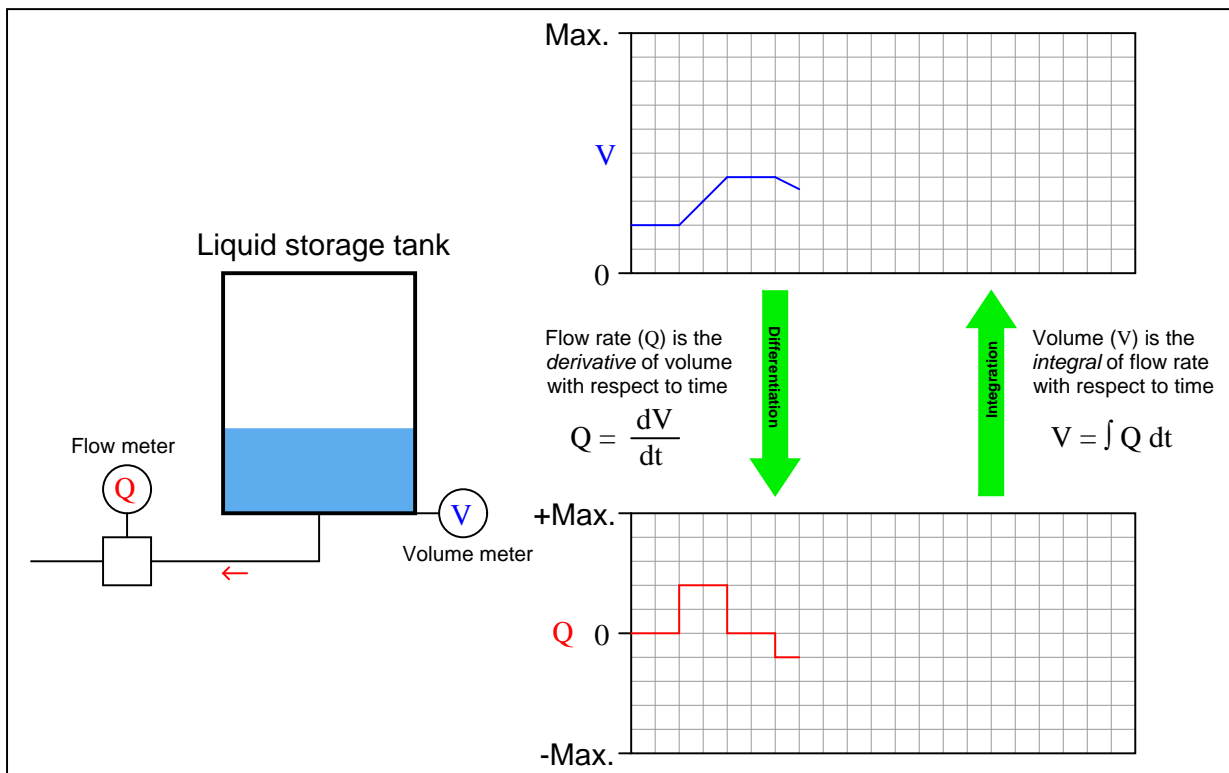 Max.
V
0
Liquid storage tank
Flow meter
Q
V
Volume meter
Flow rate (Q) is the
derivative of volume
with respect to time
Q = dV/dt
Differentiation
Integration
Volume (V) is the
integral of flow rate
with respect to time
V = ∫ Q dt
+Max.
Q 0
-Max.